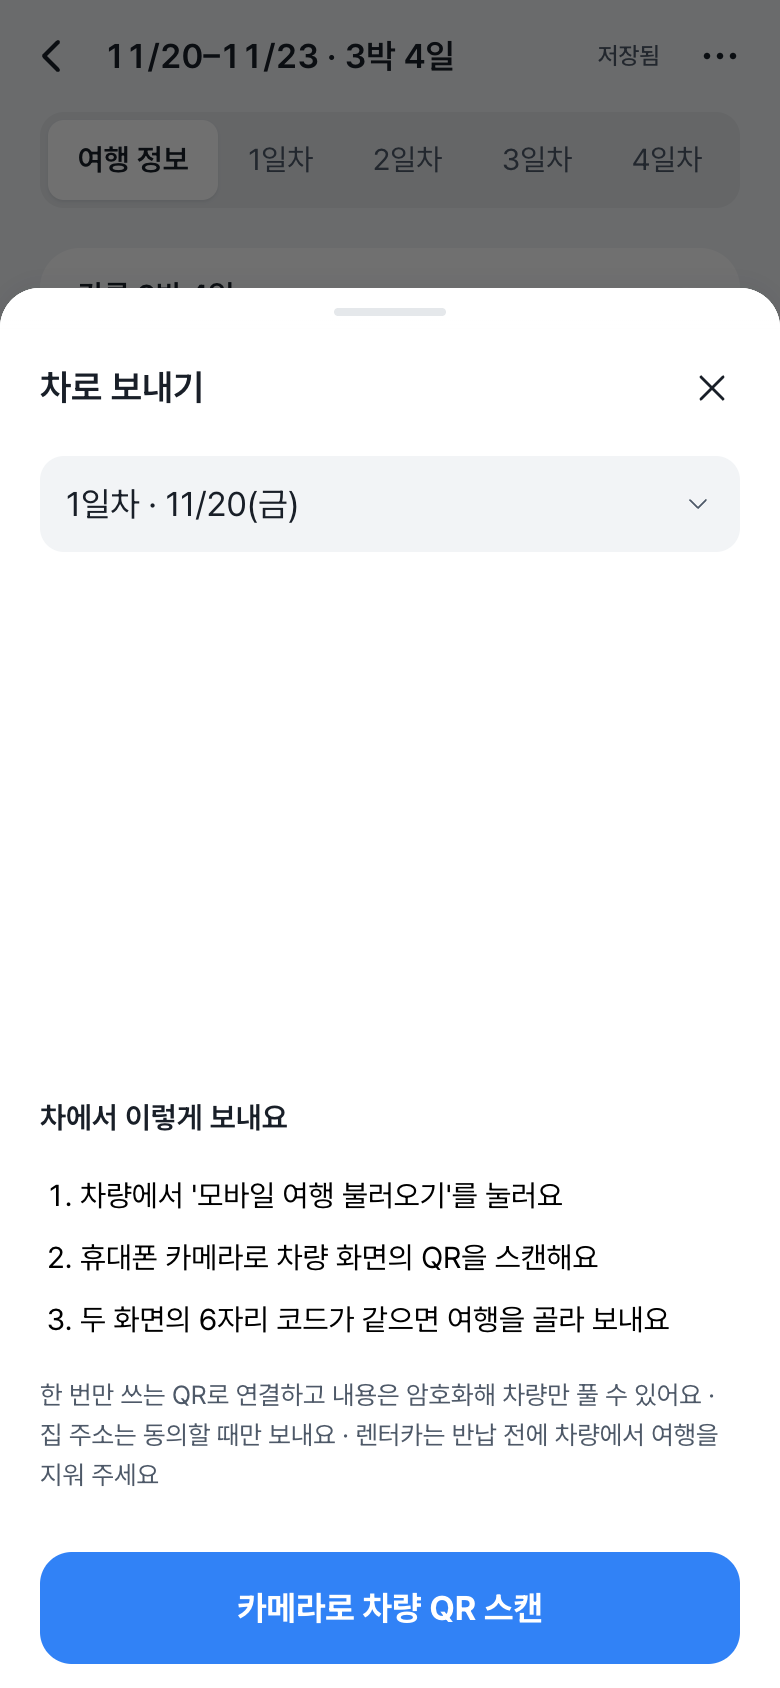 11/20–11/23 · 3박 4일
저장됨
여행 정보
1일차
2일차
3일차
4일차
차로 보내기
1일차 · 11/20(금)
차에서 이렇게 보내요
1. 차량에서 '모바일 여행 불러오기'를 눌러요
2. 휴대폰 카메라로 차량 화면의 QR을 스캔해요
3. 두 화면의 6자리 코드가 같으면 여행을 골라 보내요
한 번만 쓰는 QR로 연결하고 내용은 암호화해 차량만 풀 수 있어요 ·
집 주소는 동의할 때만 보내요 · 렌터카는 반납 전에 차량에서 여행을
지워 주세요
카메라로 차량 QR 스캔